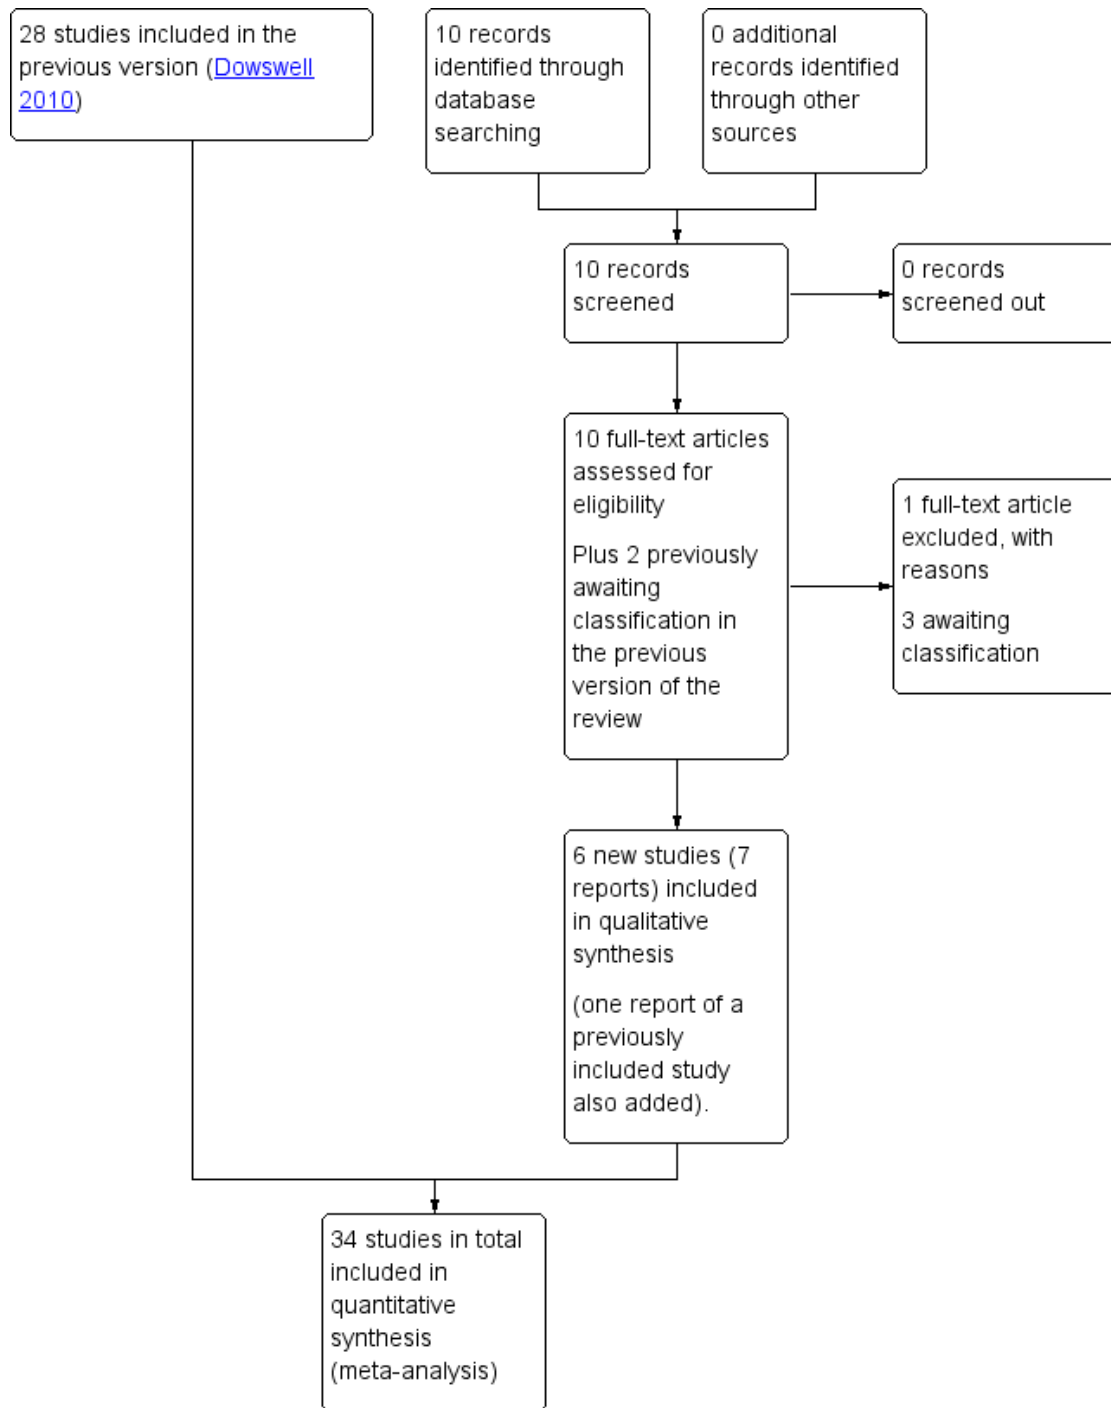 28 studies included in the
previous version (Dowswell
2010)
10 records
identified through
database
searching
0 additional
records identified
through other
sources
10 records
screened
0 records
screened out
10 full-text articles
assessed for
eligibility
Plus 2 previously
awaiting
classification in
the previous
version of the
review
1 full-text article
excluded, with
reasons
3 awaiting
classification
6 new studies (7
reports) included
in qualitative
synthesis
(one report of a
previously
included study
also added).
34 studies in total
included in
quantitative
synthesis
(meta-analysis)